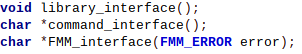 void library_interface();
char *command_interface();
char *FMM_interface(FMM_ERROR error);